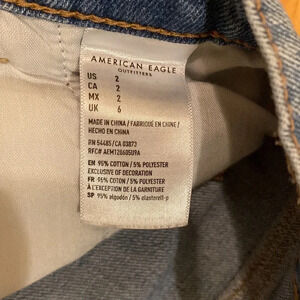 AMERICAN EAGLE
OUTFITTERS
US 2
CA 2
MX 2
UK 6
MADE IN CHINA / FABRIQUÉ EN CHINE /
HECHO EN CHINA
RN 54485/CA 03873
RFC# AEM120605U9A
EN 95% COTTON / 5% POLYESTER
EXCLUSIVE OF DECORATION
FR 95% COTON / 5% POLYESTER
À L'EXCEPTION DE LA GARNITURE
SP 95% algodón / 5% elasterell-p